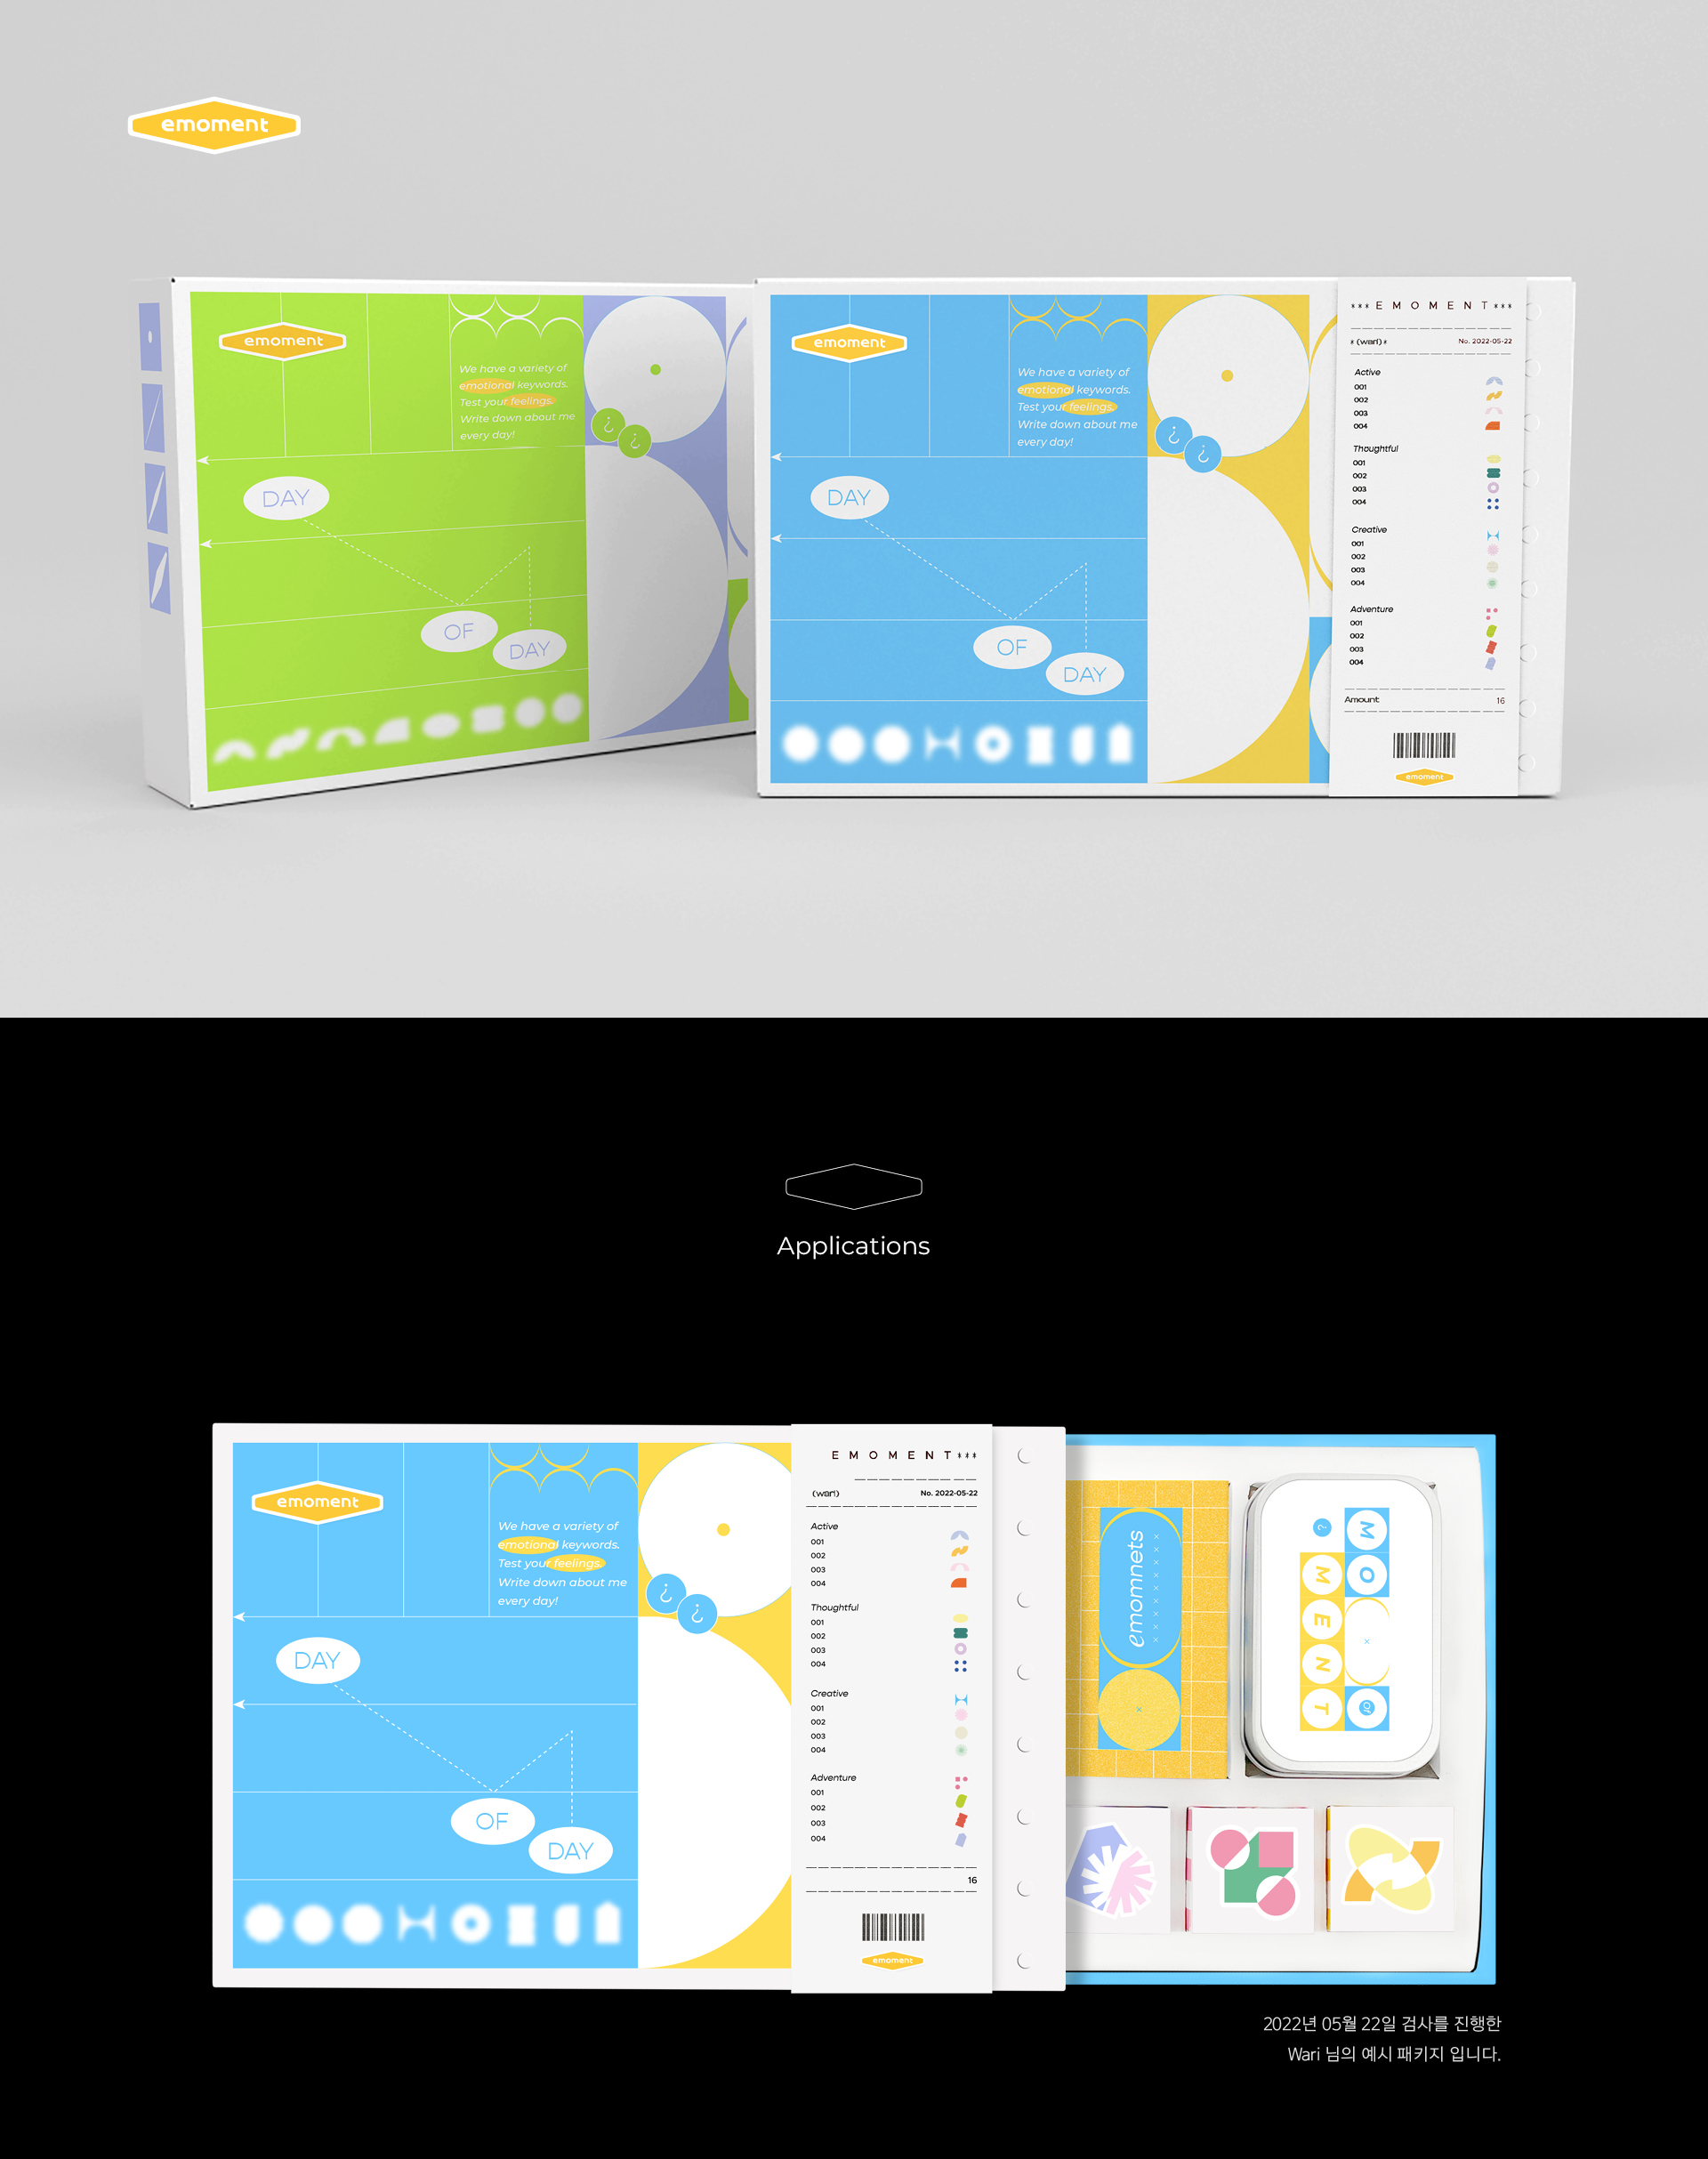 emoment
emoment
We have a variety of
emotional keywords.
Test your feelings.
Write down about me
every day!
¿
¿
DAY
OF
DAY
emoment
We have a variety of
emotional keywords.
Test your feelings.
Write down about me
every day!
¿
¿
DAY
OF
DAY
***EMOMENT***
*(wari)*
No. 2022-05-22
Active
001
002
003
004
Thoughtful
001
002
003
004
Creative
001
002
003
004
Adventure
001
002
003
004
Amount 16
emoment
Applications
emoment
We have a variety of
emotional keywords.
Test your feelings.
Write down about me
every day!
¿
¿
DAY
OF
DAY
EMOMENT***
(wari)
No. 2022-05-22
Active
001
002
003
004
Thoughtful
001
002
003
004
Creative
001
002
003
004
Adventure
001
002
003
004
16
emoment
emomnets
××××××××××
MO × Of
¿ MENT
2022년 05월 22일 검사를 진행한
Wari 님의 예시 패키지 입니다.